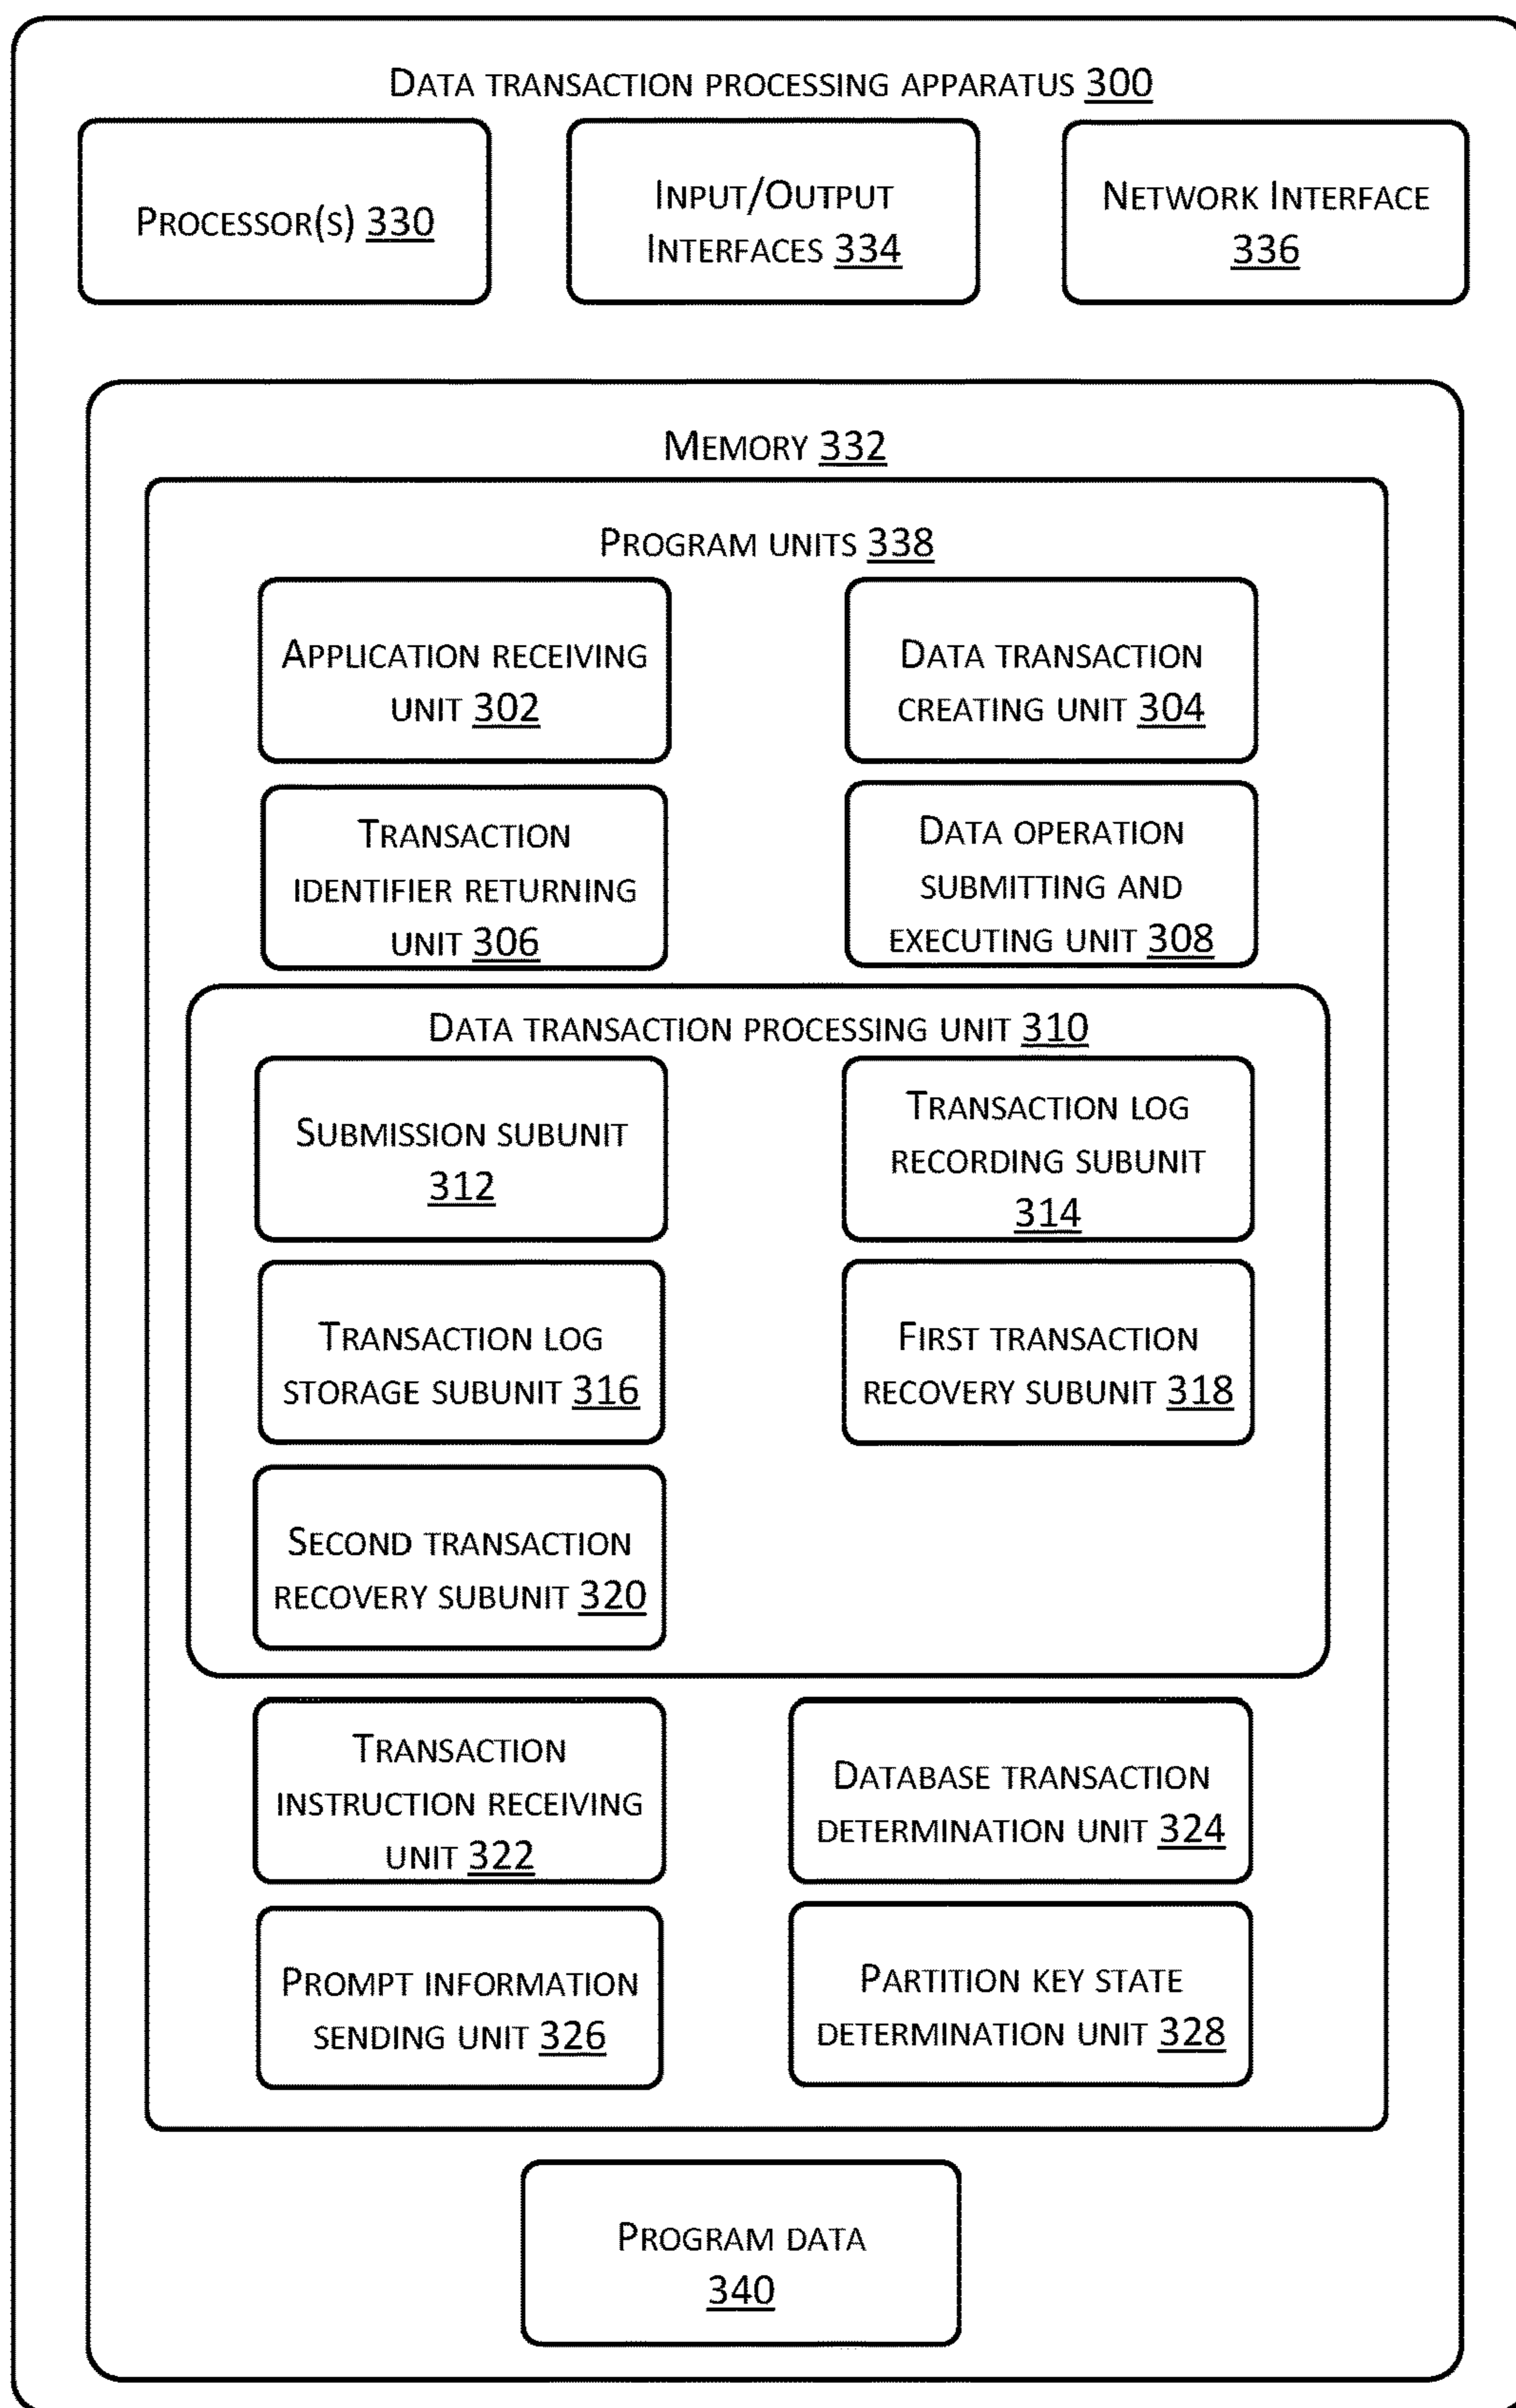 DATA TRANSACTION PROCESSING APPARATUS 300
PROCESSOR(S) 330
INPUT/OUTPUT
INTERFACES 334
NETWORK INTERFACE
336
MEMORY 332
PROGRAM UNITS 338
APPLICATION RECEIVING
UNIT 302
DATA TRANSACTION
CREATING UNIT 304
TRANSACTION
IDENTIFIER RETURNING
UNIT 306
DATA OPERATION
SUBMITTING AND
EXECUTING UNIT 308
DATA TRANSACTION PROCESSING UNIT 310
SUBMISSION SUBUNIT
312
TRANSACTION LOG
RECORDING SUBUNIT
314
TRANSACTION LOG
STORAGE SUBUNIT 316
FIRST TRANSACTION
RECOVERY SUBUNIT 318
SECOND TRANSACTION
RECOVERY SUBUNIT 320
TRANSACTION
INSTRUCTION RECEIVING
UNIT 322
DATABASE TRANSACTION
DETERMINATION UNIT 324
PROMPT INFORMATION
SENDING UNIT 326
PARTITION KEY STATE
DETERMINATION UNIT 328
PROGRAM DATA
340